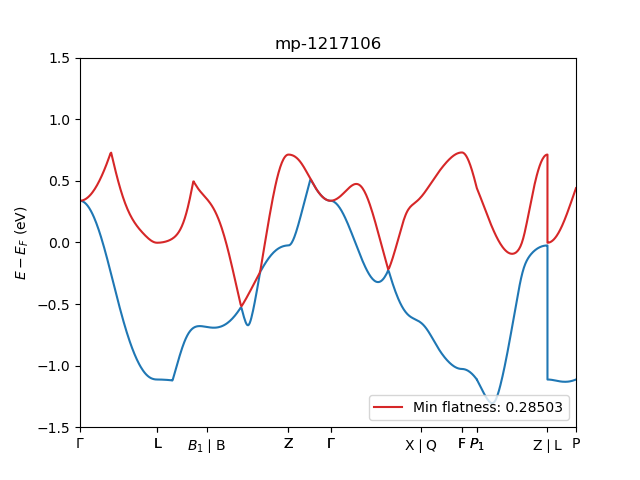 mp-1217106
E − E_F (eV)
1.5
1.0
0.5
0.0
−0.5
−1.0
−1.5
Min flatness: 0.28503
Γ L B₁ | B Z Γ X | Q F P₁ Z | L P